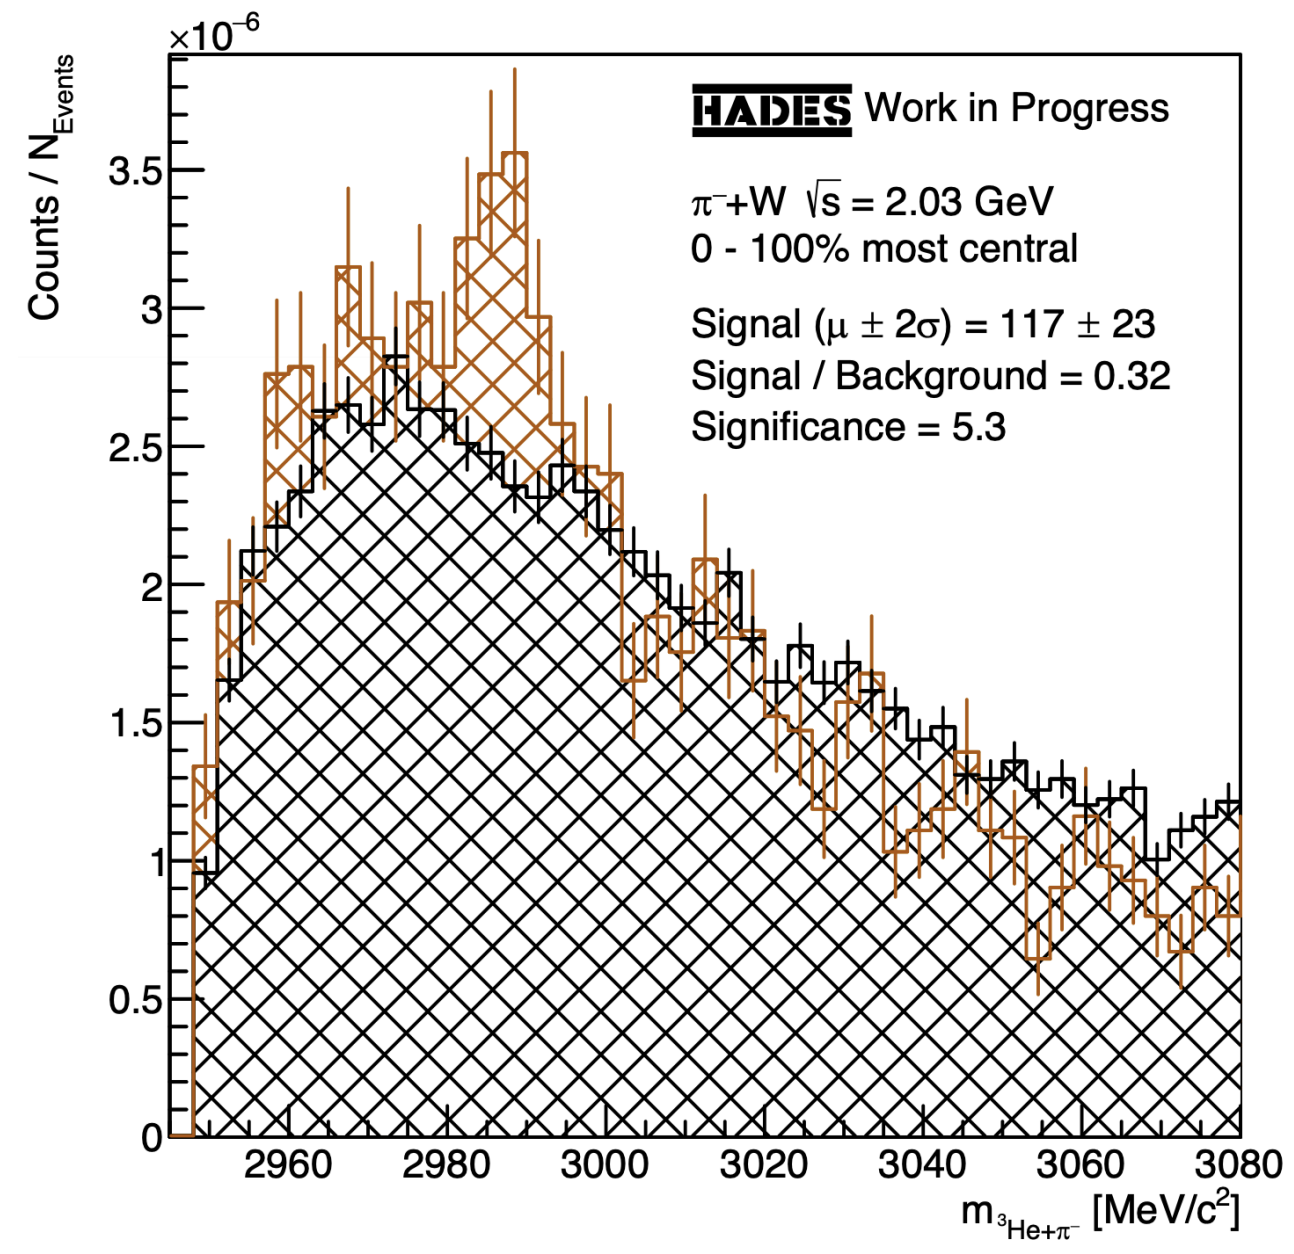 ×10⁻⁶
Counts / N_Events
HADES Work in Progress
π⁻+W √s = 2.03 GeV
0 - 100% most central
Signal (μ ± 2σ) = 117 ± 23
Signal / Background = 0.32
Significance = 5.3
3.5
3
2.5
2
1.5
1
0.5
0
2960 2980 3000 3020 3040 3060 3080
m_³He+π⁻ [MeV/c²]